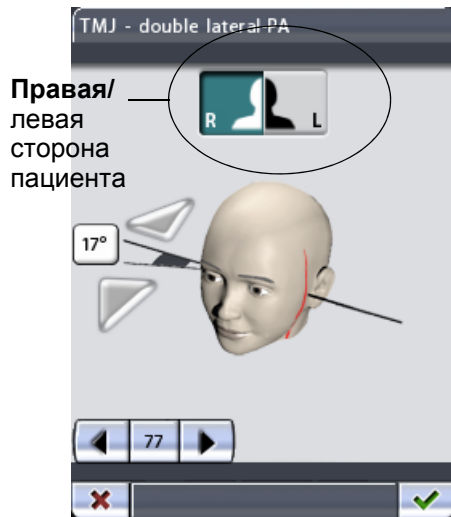 TMJ - double lateral PA
Правая/
левая
сторона
пациента
R L
17°
77